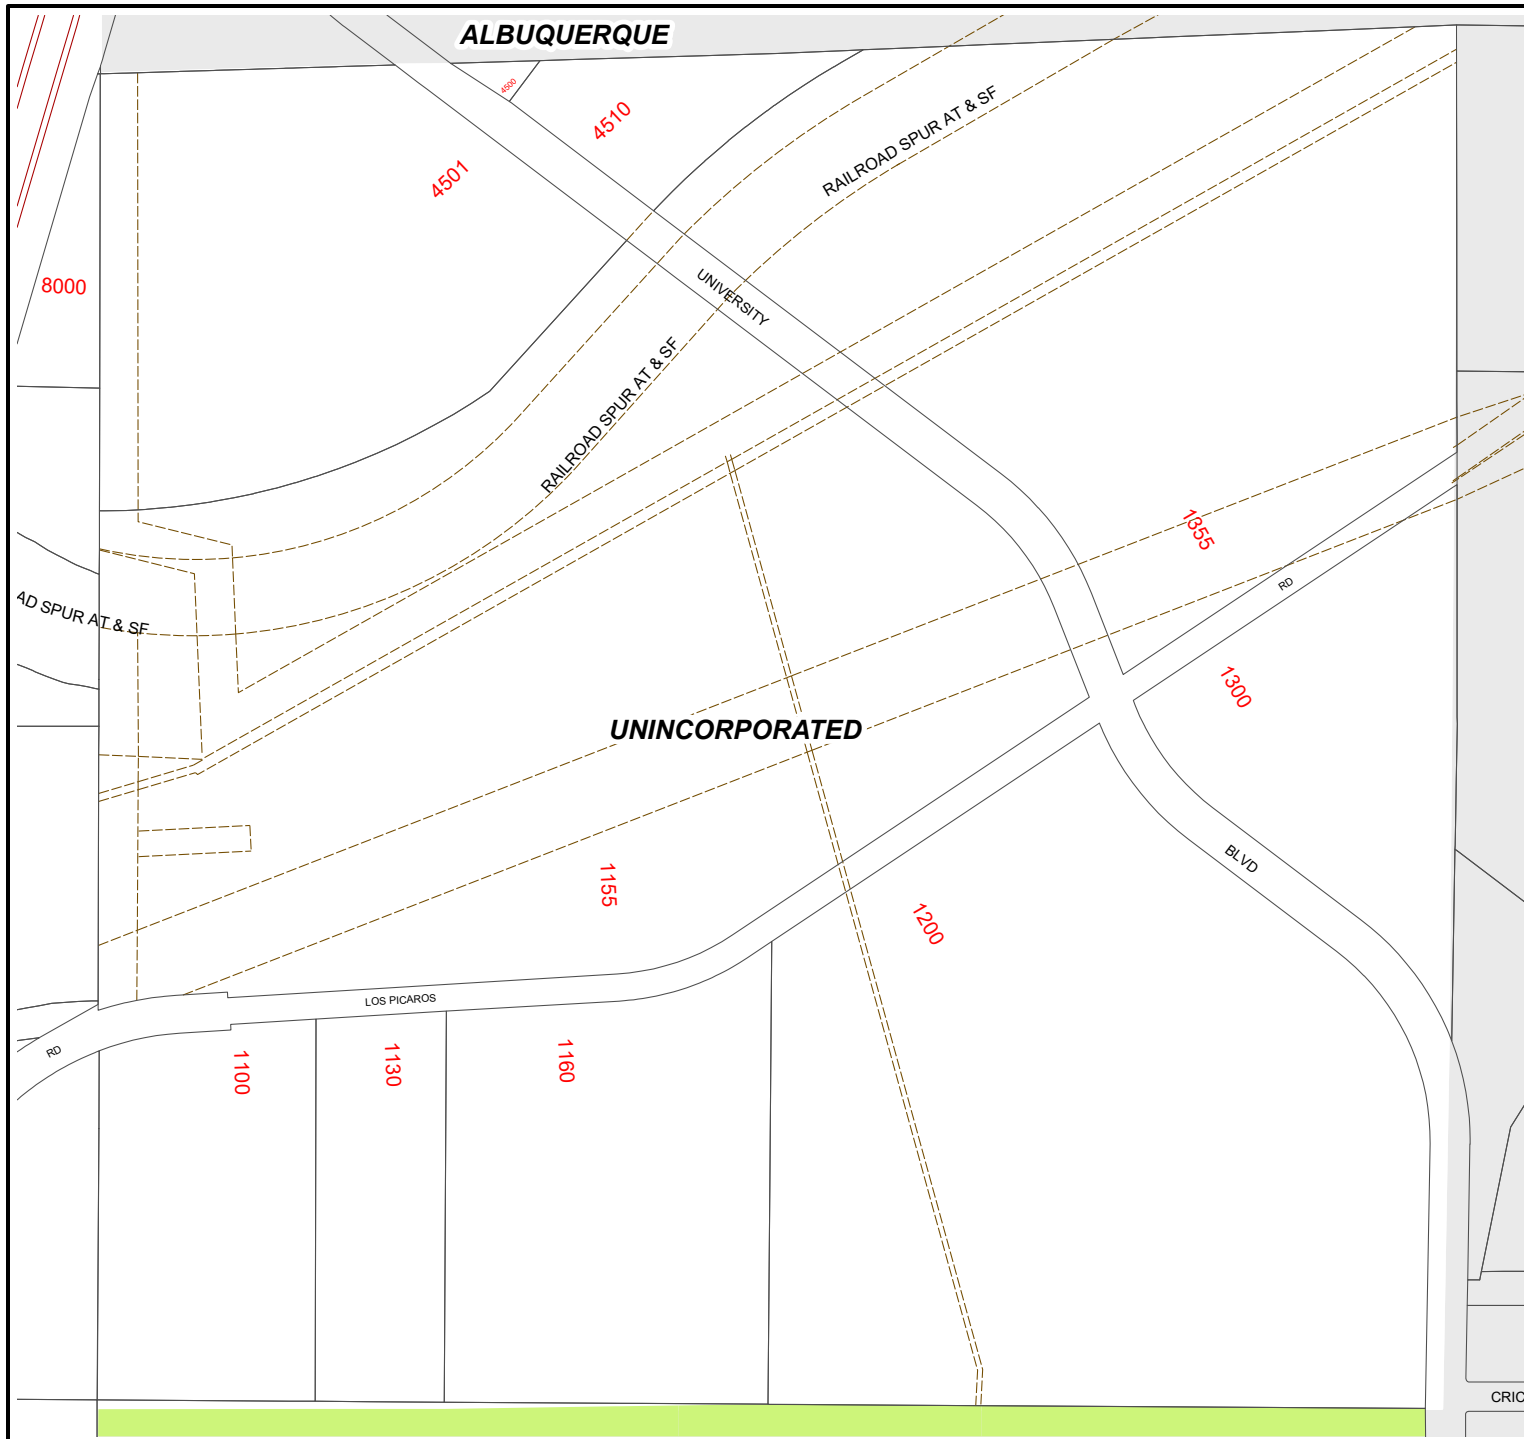 ALBUQUERQUE
4500
4510
4501
RAILROAD SPUR AT & SF
8000
UNIVERSITY
RAILROAD SPUR AT & SF
1355
RD
AD SPUR AT & SF
1300
UNINCORPORATED
BLVD
1155
1200
LOS PICAROS
RD
1100
1130
1160
CRIC